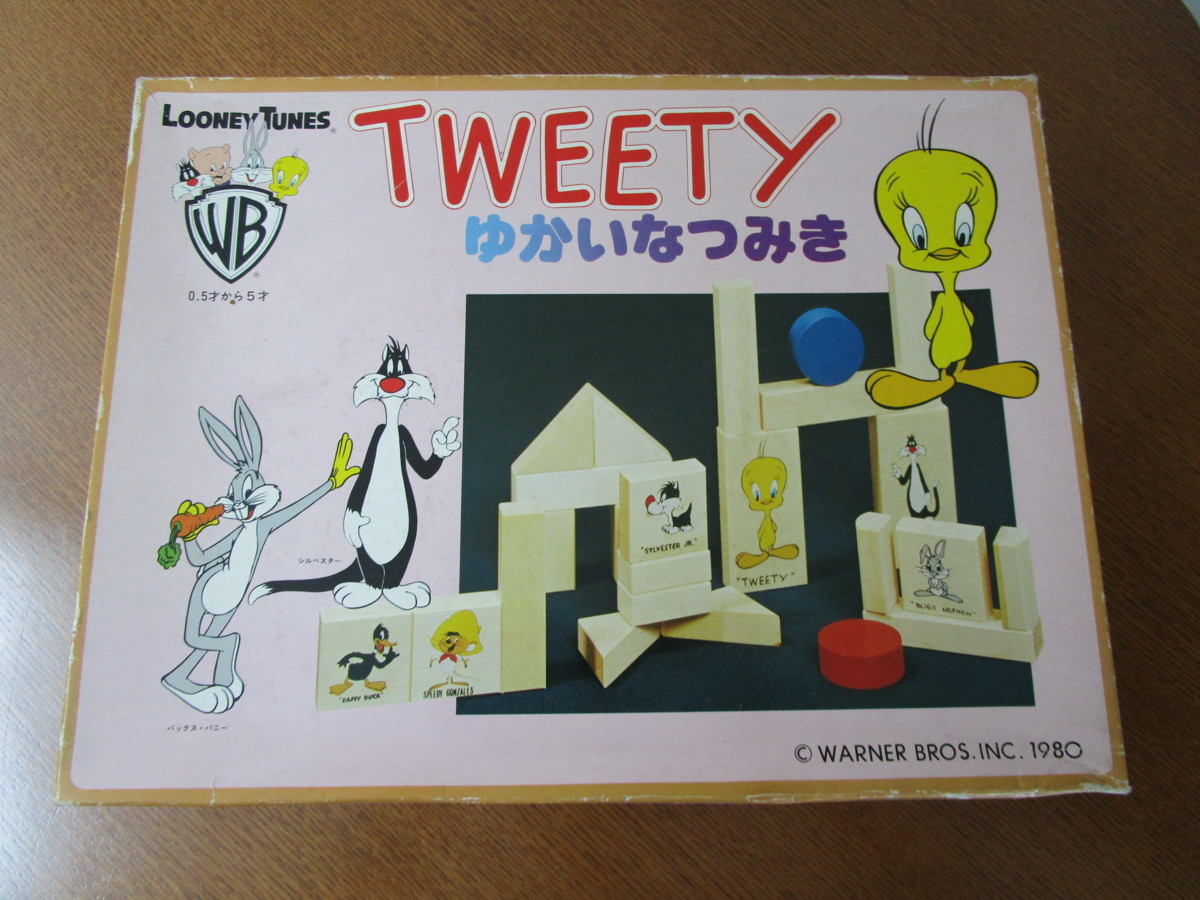 LOONEY TUNES®
TWEETY
ゆかいなつみき
WB®
0.5才から5才
シルベスター
バッグス・バニー
"SYLVESTER JR."
"TWEETY"
"BUGS NEPHEW"
"DAFFY DUCK"
SPEEDY GONZALES
© WARNER BROS. INC. 1980